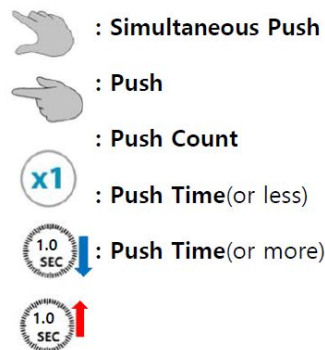 : Simultaneous Push
: Push
: Push Count
x1
: Push Time(or less)
1.0
SEC
: Push Time(or more)
1.0
SEC